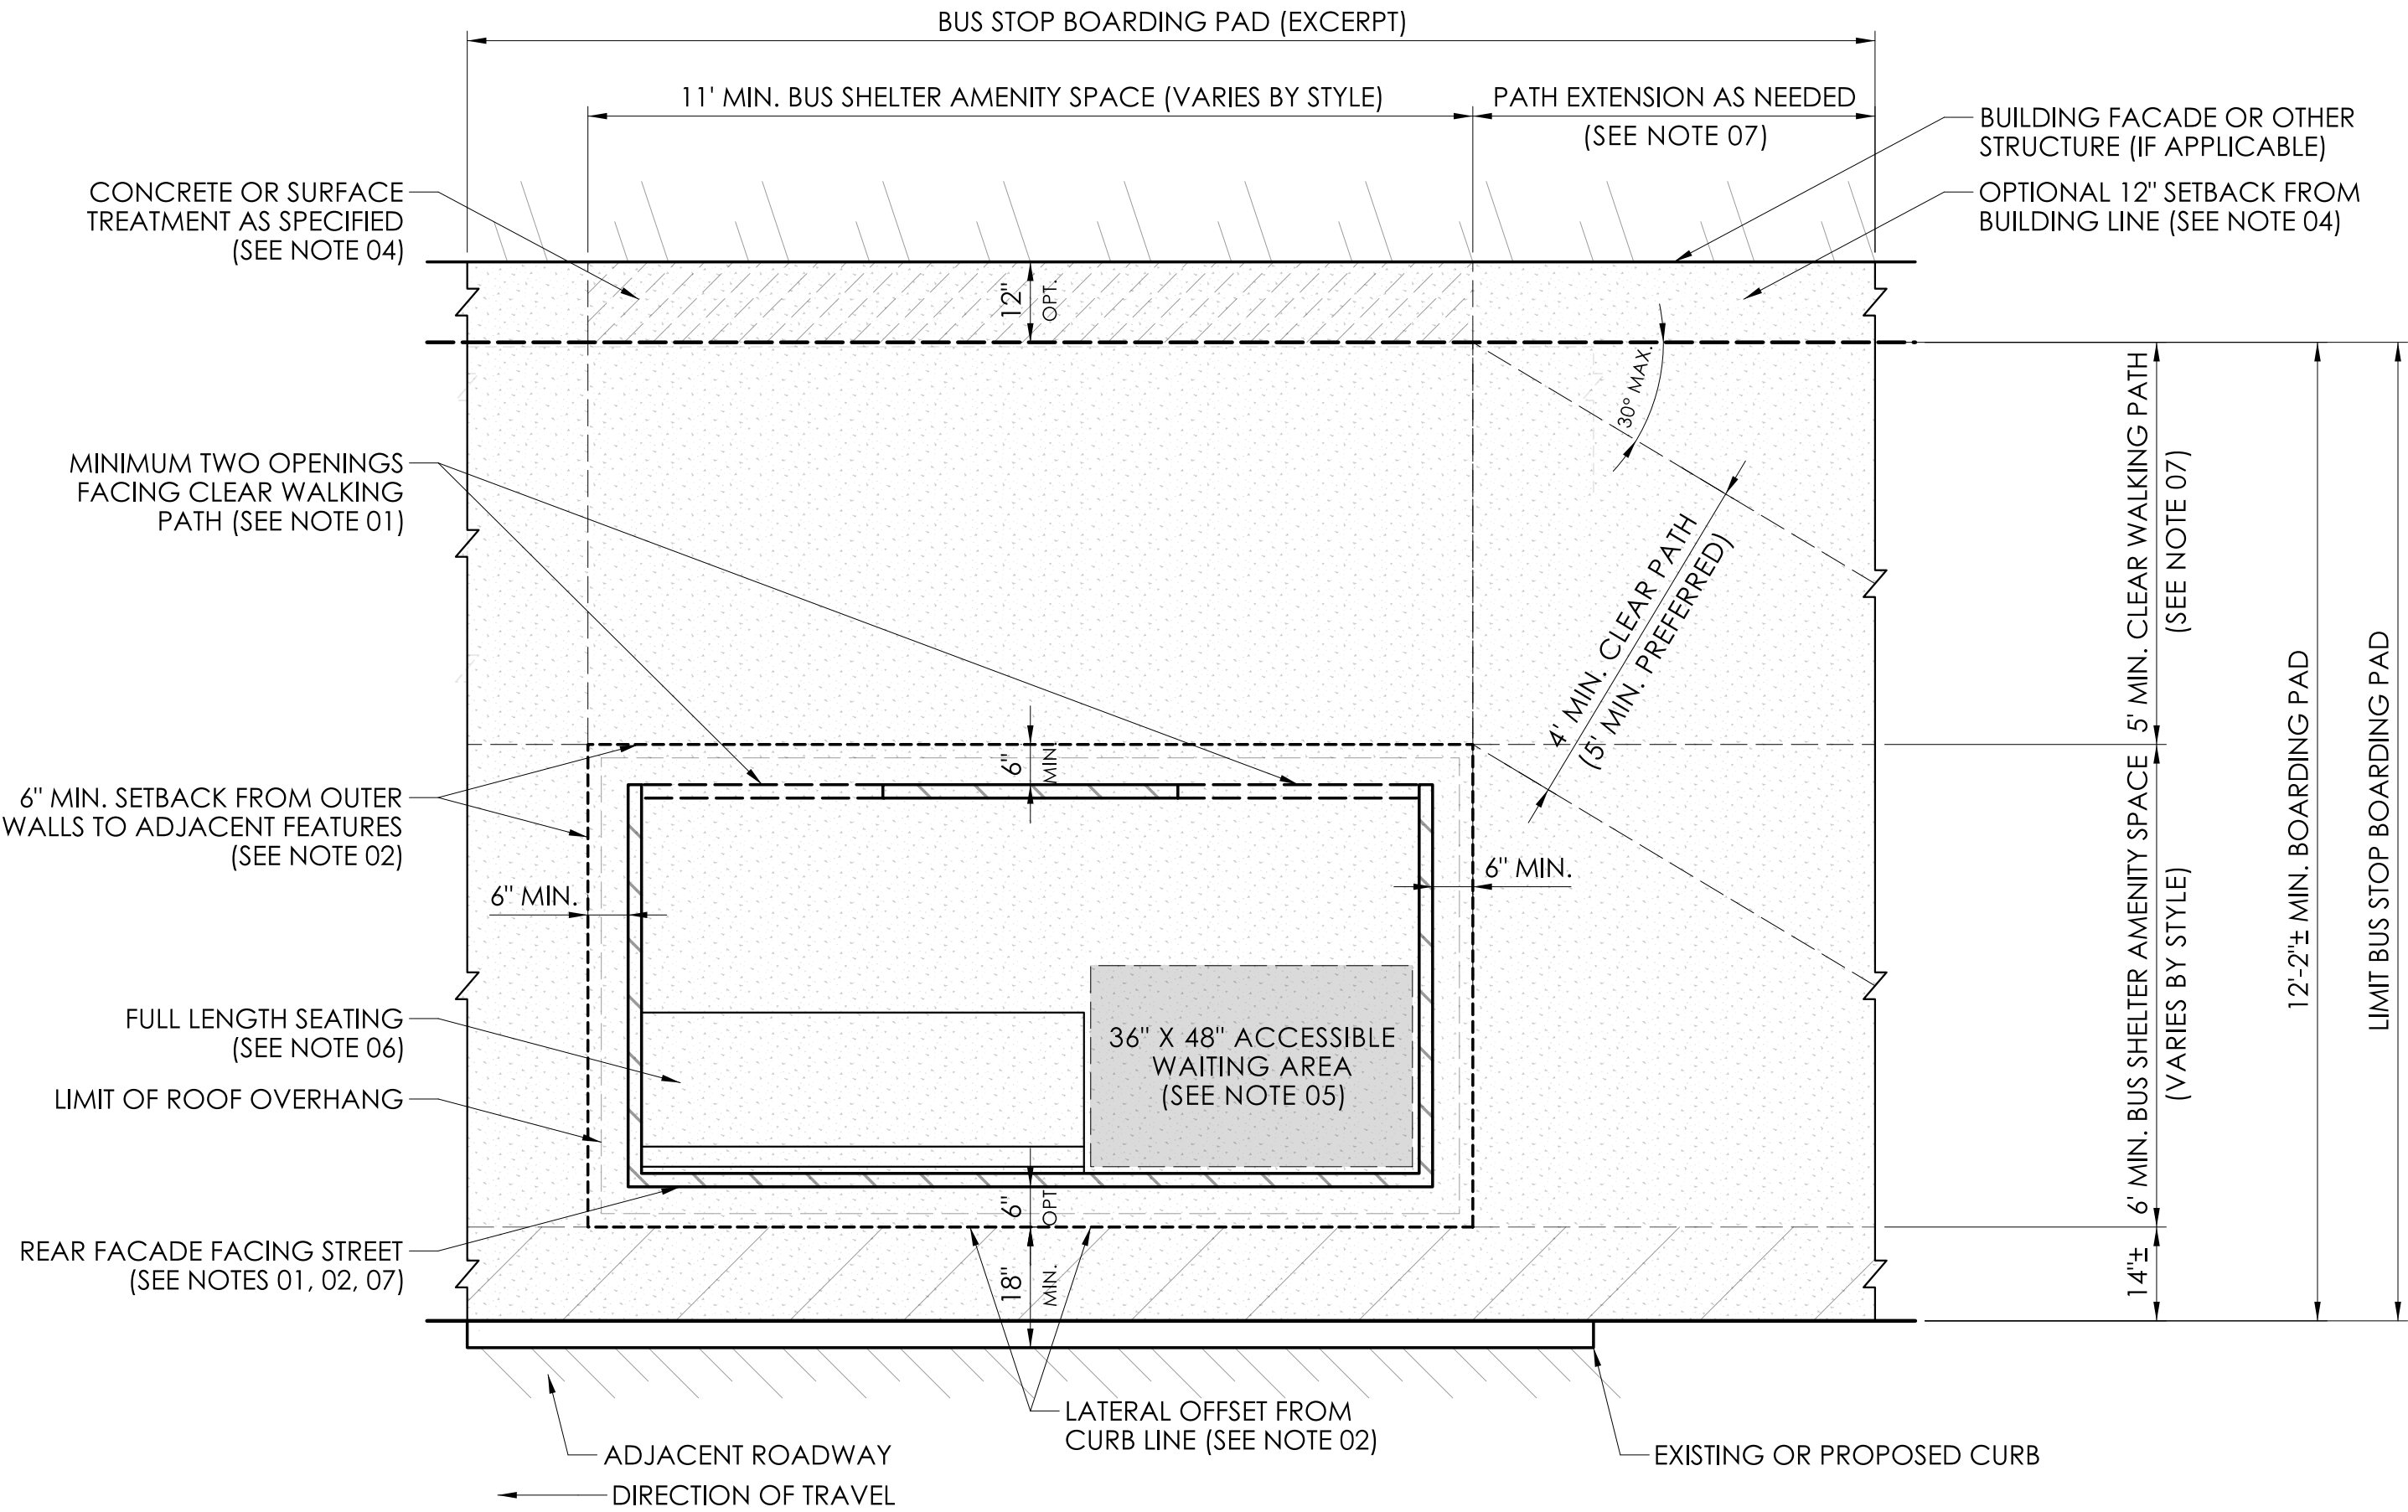 BUS STOP BOARDING PAD (EXCERPT)
11' MIN. BUS SHELTER AMENITY SPACE (VARIES BY STYLE)
PATH EXTENSION AS NEEDED
(SEE NOTE 07)
BUILDING FACADE OR OTHER
STRUCTURE (IF APPLICABLE)
OPTIONAL 12" SETBACK FROM
BUILDING LINE (SEE NOTE 04)
CONCRETE OR SURFACE
TREATMENT AS SPECIFIED
(SEE NOTE 04)
12"
OPT.
30° MAX.
MINIMUM TWO OPENINGS
FACING CLEAR WALKING
PATH (SEE NOTE 01)
4' MIN. CLEAR PATH
(5' MIN. PREFERRED)
5' MIN. CLEAR WALKING PATH
(SEE NOTE 07)
6"
MIN.
6" MIN. SETBACK FROM OUTER
WALLS TO ADJACENT FEATURES
(SEE NOTE 02)
6" MIN.
6" MIN.
FULL LENGTH SEATING
(SEE NOTE 06)
36" X 48" ACCESSIBLE
WAITING AREA
(SEE NOTE 05)
LIMIT OF ROOF OVERHANG
6' MIN. BUS SHELTER AMENITY SPACE
(VARIES BY STYLE)
12'-2"± MIN. BOARDING PAD
LIMIT BUS STOP BOARDING PAD
6"
OPT
REAR FACADE FACING STREET
(SEE NOTES 01, 02, 07)
18"
MIN.
14"±
LATERAL OFFSET FROM
CURB LINE (SEE NOTE 02)
ADJACENT ROADWAY
DIRECTION OF TRAVEL
EXISTING OR PROPOSED CURB